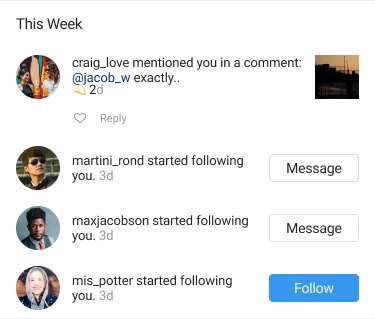 This Week
craig_love mentioned you in a comment:
@jacob_w exactly..
💫 2d
Reply
martini_rond started following
you. 3d
Message
maxjacobson started following
you. 3d
Message
mis_potter started following
you. 3d
Follow